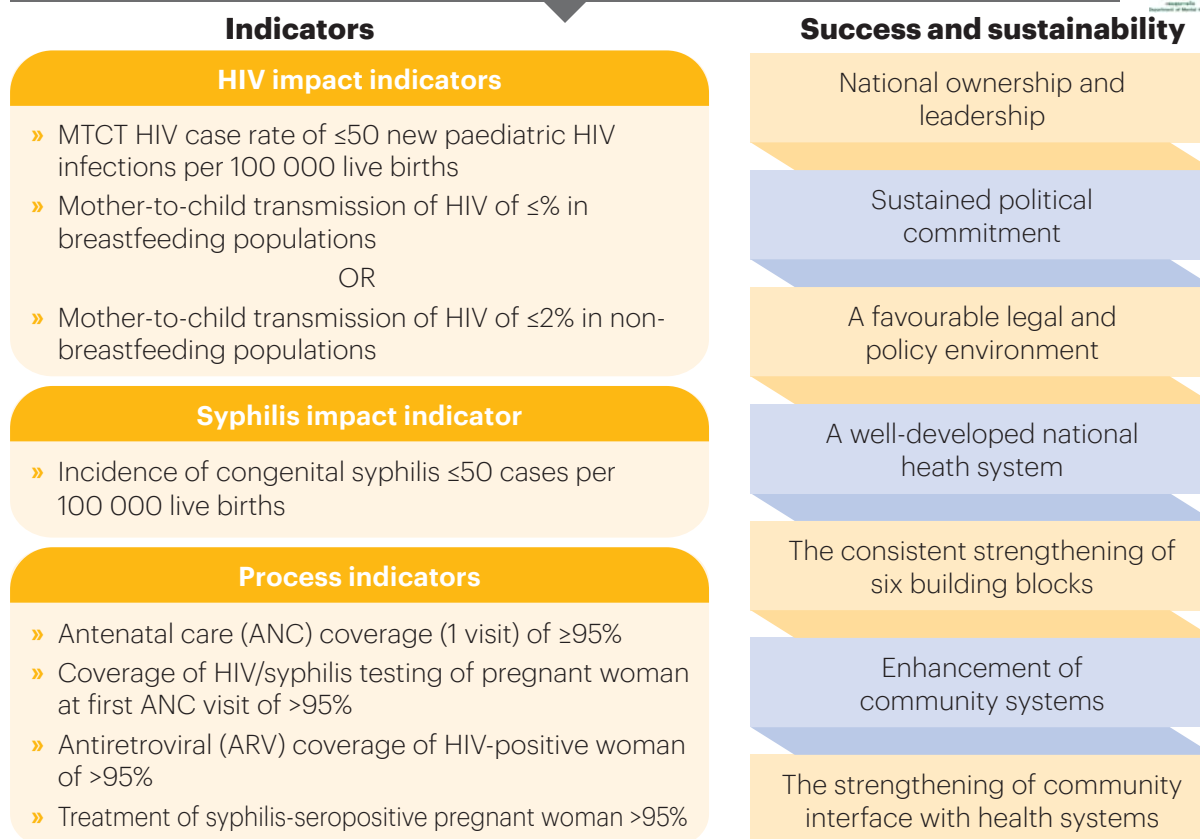 Indicators
HIV impact indicators
» MTCT HIV case rate of ≤50 new paediatric HIV
infections per 100 000 live births
» Mother-to-child transmission of HIV of ≤% in
breastfeeding populations
OR
» Mother-to-child transmission of HIV of ≤2% in non-
breastfeeding populations
Syphilis impact indicator
» Incidence of congenital syphilis ≤50 cases per
100 000 live births
Process indicators
» Antenatal care (ANC) coverage (1 visit) of ≥95%
» Coverage of HIV/syphilis testing of pregnant woman
at first ANC visit of >95%
» Antiretroviral (ARV) coverage of HIV-positive woman
of >95%
» Treatment of syphilis-seropositive pregnant woman >95%
Success and sustainability
National ownership and
leadership
Sustained political
commitment
A favourable legal and
policy environment
A well-developed national
heath system
The consistent strengthening of
six building blocks
Enhancement of
community systems
The strengthening of community
interface with health systems